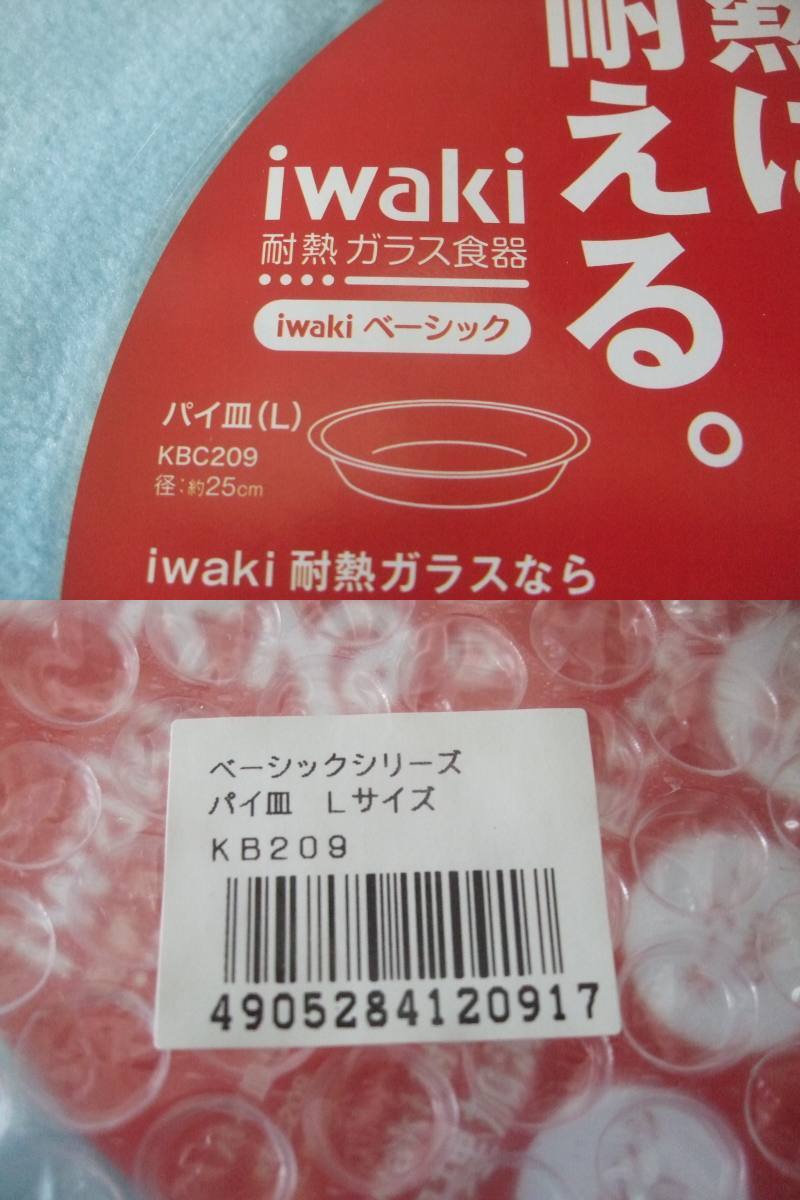 熱に
耐える。
iwaki
耐熱ガラス食器
iwaki ベーシック
パイ皿(L)
KBC209
径:約25cm
iwaki 耐熱ガラスなら
ベーシックシリーズ
パイ皿 Lサイズ
KB209
4905284120917